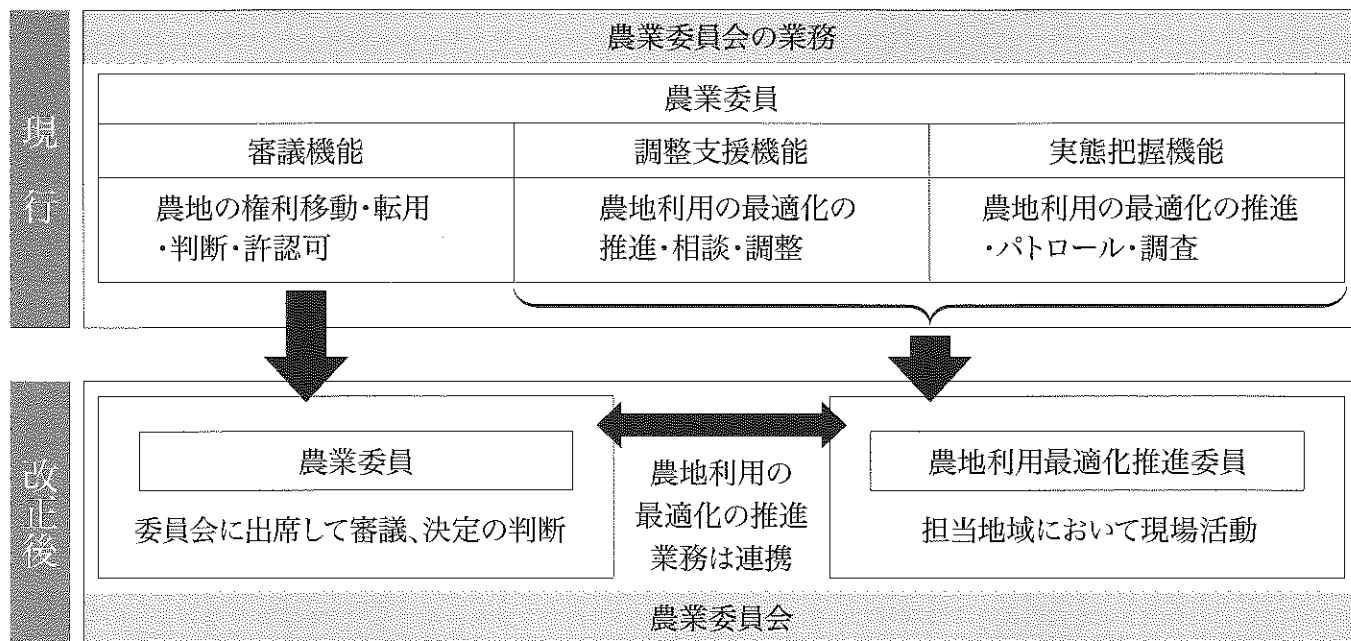 現行
農業委員会の業務
農業委員
審議機能
調整支援機能
実態把握機能
農地の権利移動・転用
・判断・許認可
農地利用の最適化の
推進・相談・調整
農地利用の最適化の推進
・パトロール・調査
改正後
農業委員
委員会に出席して審議、決定の判断
農地利用の
最適化の推進
業務は連携
農地利用最適化推進委員
担当地域において現場活動
農業委員会